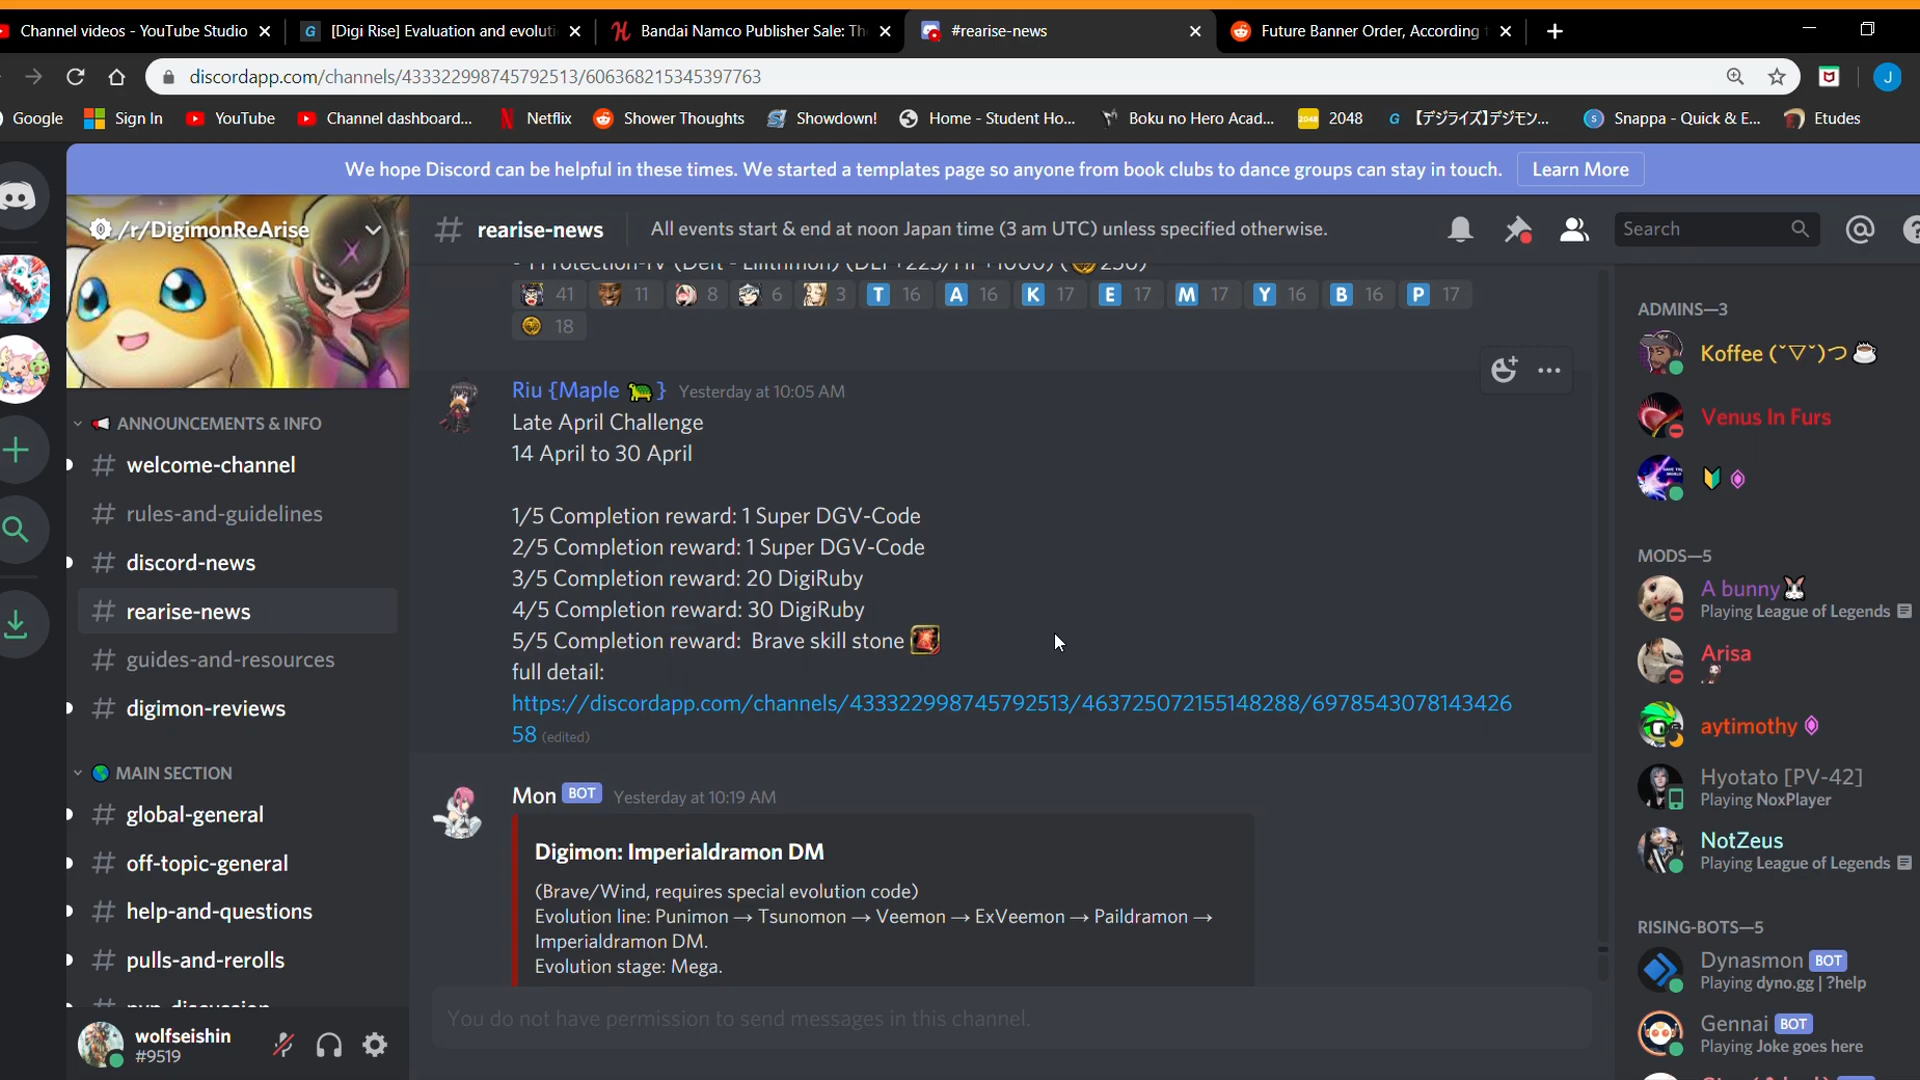 Channel videos - YouTube Studio
[Digi Rise] Evaluation and evoluti
Bandai Namco Publisher Sale: Th
#rearise-news
Future Banner Order, According t
discordapp.com/channels/433322998745792513/606368215345397763
J
Google
Sign In
YouTube
Channel dashboard...
Netflix
Shower Thoughts
Showdown!
Home - Student Ho...
Boku no Hero Acad...
2048
【デジライズ】デジモン...
Snappa - Quick & E...
Etudes
We hope Discord can be helpful in these times. We started a templates page so anyone from book clubs to dance groups can stay in touch.
Learn More
/r/DigimonReArise
# rearise-news
All events start & end at noon Japan time (3 am UTC) unless specified otherwise.
Search
ANNOUNCEMENTS & INFO
# welcome-channel
# rules-and-guidelines
# discord-news
# rearise-news
# guides-and-resources
# digimon-reviews
MAIN SECTION
# global-general
# off-topic-general
# help-and-questions
# pulls-and-rerolls
wolfseishin
#9519
41 11 8 6 3 T 16 A 16 K 17 E 17 M 17 Y 16 B 16 P 17
18
Riu {Maple 🐢 } Yesterday at 10:05 AM
Late April Challenge
14 April to 30 April
1/5 Completion reward: 1 Super DGV-Code
2/5 Completion reward: 1 Super DGV-Code
3/5 Completion reward: 20 DigiRuby
4/5 Completion reward: 30 DigiRuby
5/5 Completion reward: Brave skill stone
full detail:
https://discordapp.com/channels/433322998745792513/463725072155148288/6978543078143426
58 (edited)
Mon BOT Yesterday at 10:19 AM
Digimon: Imperialdramon DM
(Brave/Wind, requires special evolution code)
Evolution line: Punimon → Tsunomon → Veemon → ExVeemon → Paildramon →
Imperialdramon DM.
Evolution stage: Mega.
You do not have permission to send messages in this channel.
ADMINS—3
Koffee (˘▽˘)つ☕
Venus In Furs
MODS—5
A bunny🐰
Playing League of Legends
Arisa
aytimothy
Hyotato [PV-42]
Playing NoxPlayer
NotZeus
Playing League of Legends
RISING-BOTS—5
Dynasmon BOT
Playing dyno.gg | ?help
Gennai BOT
Playing Joke goes here